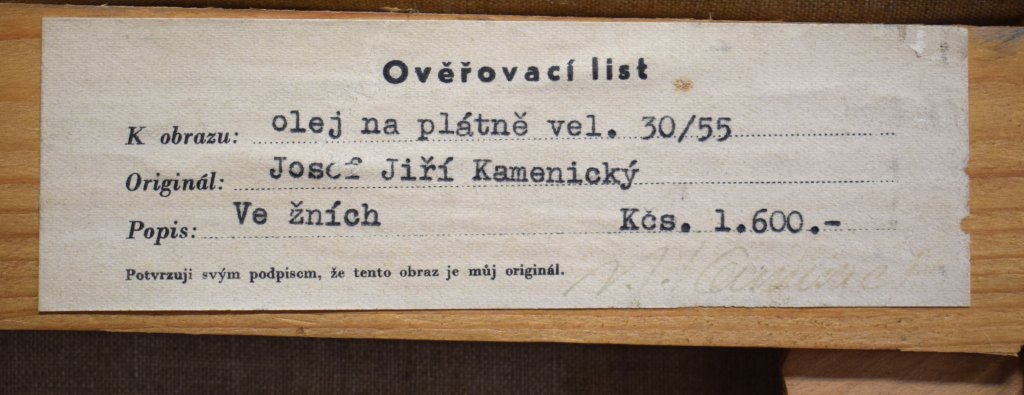 Ověřovací list
K obrazu: olej na plátně vel. 30/55
Originál: Josef Jiří Kamenický
Popis: Ve žních Kčs. 1.600.-
Potvrzuji svým podpisem, že tento obraz je můj originál.